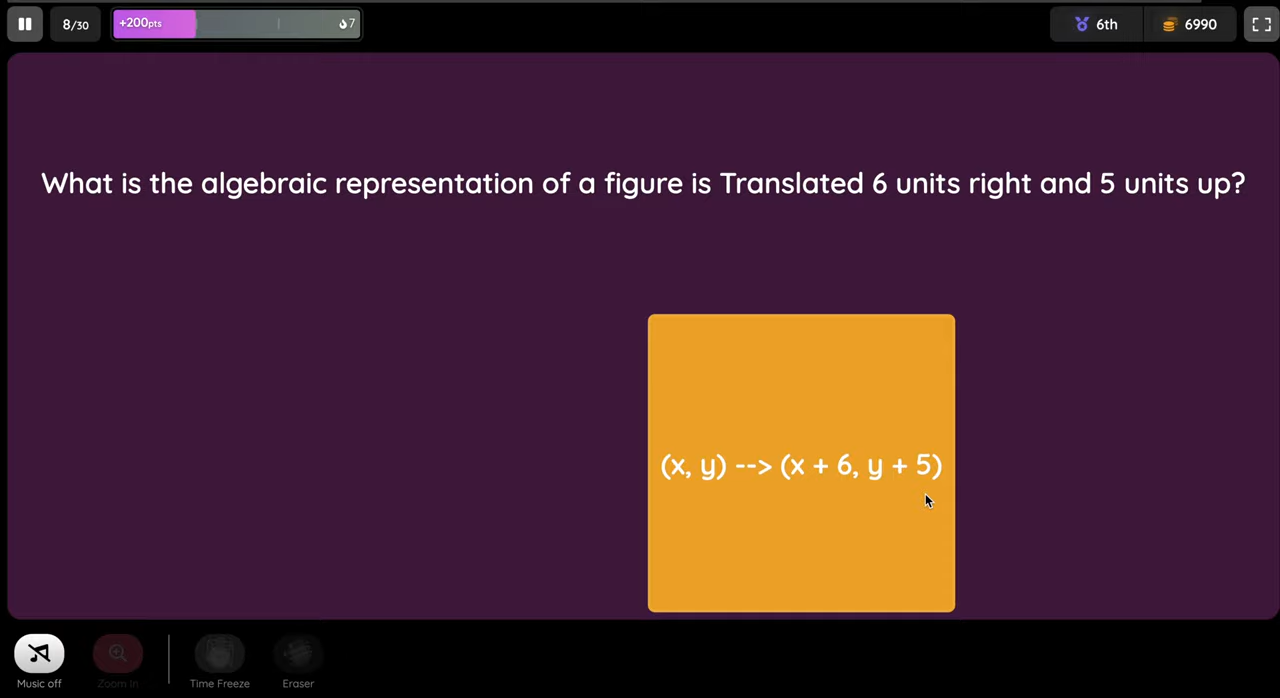 8/30
+200pts
7
6th
6990
What is the algebraic representation of a figure is Translated 6 units right and 5 units up?
(x, y) --> (x + 6, y + 5)
Music off
Zoom In
Time Freeze
Eraser